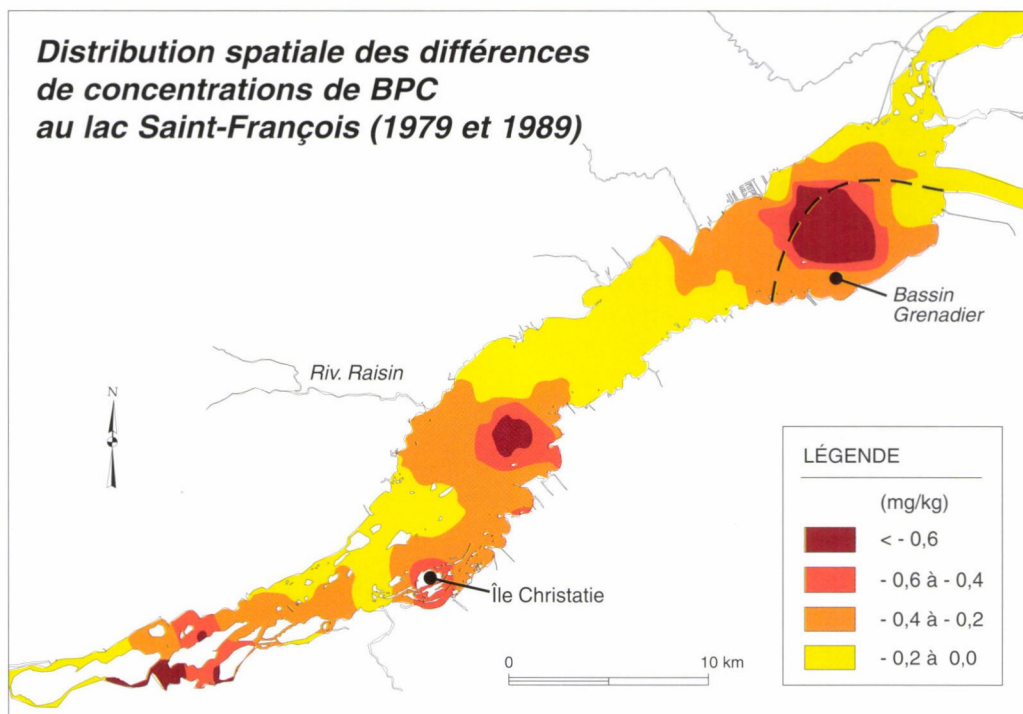 Distribution spatiale des différences
de concentrations de BPC
au lac Saint-François (1979 et 1989)
Bassin
Grenadier
Riv. Raisin
N
Île Christatie
0 10 km
LÉGENDE
(mg/kg)
< - 0,6
- 0,6 à - 0,4
- 0,4 à - 0,2
- 0,2 à 0,0